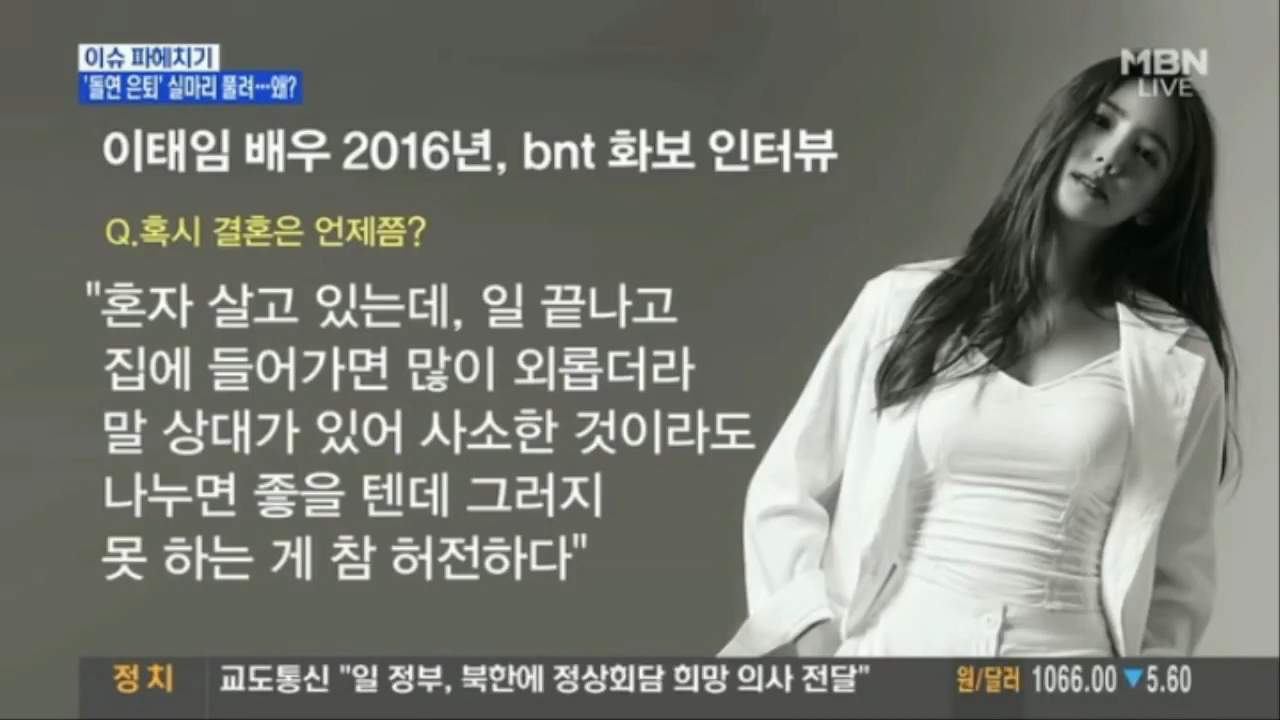 이슈 파헤치기
'돌연 은퇴' 실마리 풀려…왜?
MBN
LIVE
이태임 배우 2016년, bnt 화보 인터뷰
Q.혹시 결혼은 언제쯤?
"혼자 살고 있는데, 일 끝나고
집에 들어가면 많이 외롭더라
말 상대가 있어 사소한 것이라도
나누면 좋을 텐데 그러지
못 하는 게 참 허전하다"
정치 교도통신 "일 정부, 북한에 정상회담 희망 의사 전달" 원/달러 1066.00 ▼5.60